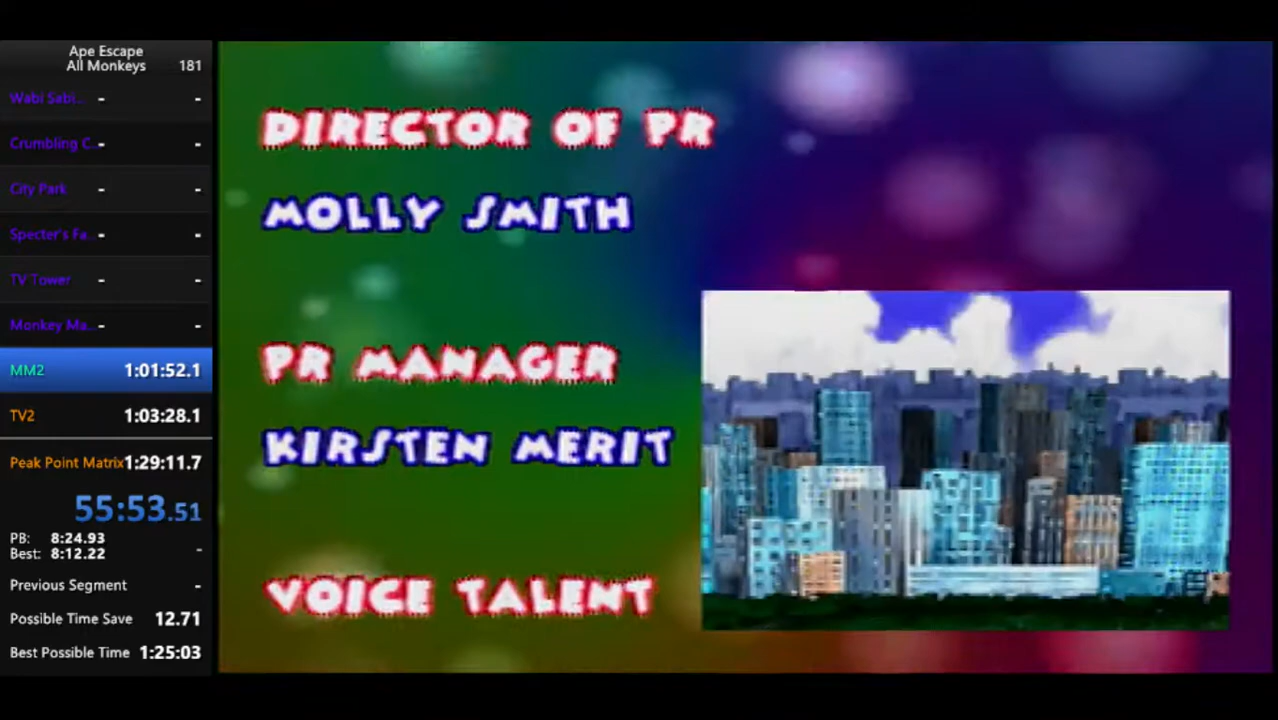 Ape Escape
All Monkeys 181
Wabi Sabi... - -
Crumbling C... - -
City Park - -
Specter's Fa... - -
TV Tower - -
Monkey Ma... - -
MM2 1:01:52.1
TV2 1:03:28.1
Peak Point Matrix 1:29:11.7
55:53.51
PB: 8:24.93
Best: 8:12.22 -
Previous Segment -
Possible Time Save 12.71
Best Possible Time 1:25:03
DIRECTOR OF PR
MOLLY SMITH
PR MANAGER
KIRSTEN MERIT
VOICE TALENT